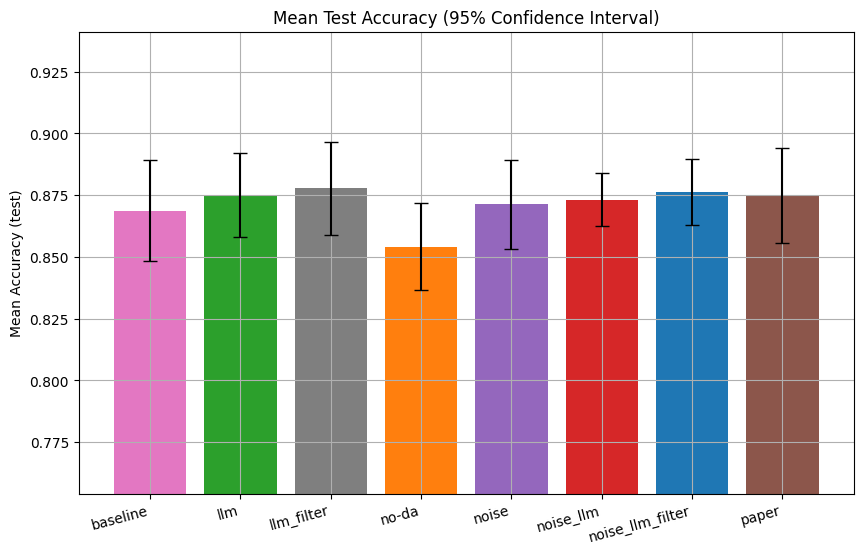 Mean Test Accuracy (95% Confidence Interval)
Mean Accuracy (test)
0.925
0.900
0.875
0.850
0.825
0.800
0.775
baseline
llm
llm_filter
no-da
noise
noise_llm
noise_llm_filter
paper